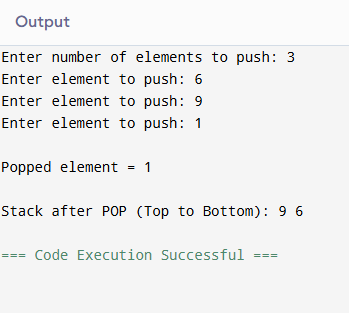 Output
Enter number of elements to push: 3
Enter element to push: 6
Enter element to push: 9
Enter element to push: 1
Popped element = 1
Stack after POP (Top to Bottom): 9 6
=== Code Execution Successful ===